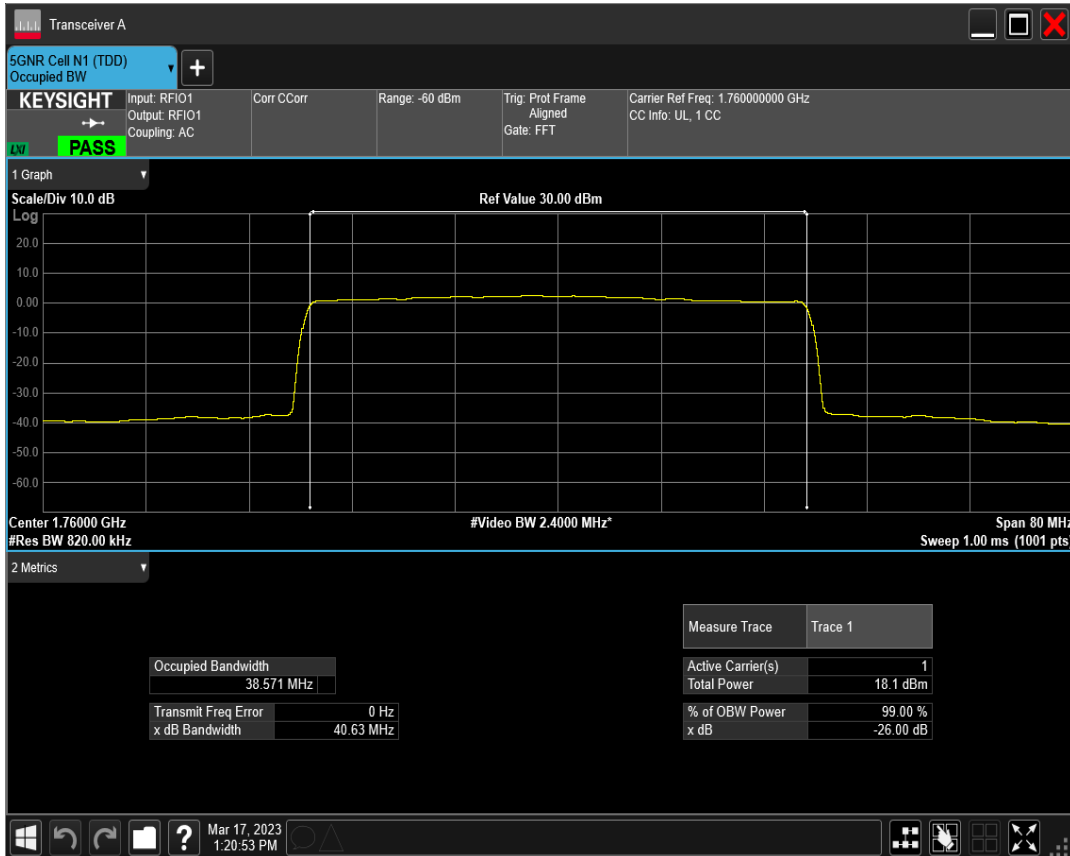 Transceiver A
5GNR Cell N1 (TDD)
Occupied BW
+
KEYSIGHT
LXI
PASS
Input: RFIO1
Output: RFIO1
Coupling: AC
Corr CCorr
Range: -60 dBm
Trig: Prot Frame
Aligned
Gate: FFT
Carrier Ref Freq: 1.760000000 GHz
CC Info: UL, 1 CC
1 Graph
Scale/Div 10.0 dB
Ref Value 30.00 dBm
Log
20.0
10.0
0.00
-10.0
-20.0
-30.0
-40.0
-50.0
-60.0
Center 1.76000 GHz
#Video BW 2.4000 MHz*
Span 80 MHz
#Res BW 820.00 kHz
Sweep 1.00 ms (1001 pts)
2 Metrics
Measure Trace Trace 1
Occupied Bandwidth
38.571 MHz
Transmit Freq Error 0 Hz
x dB Bandwidth 40.63 MHz
Active Carrier(s) 1
Total Power 18.1 dBm
% of OBW Power 99.00 %
x dB -26.00 dB
?
Mar 17, 2023
1:20:53 PM